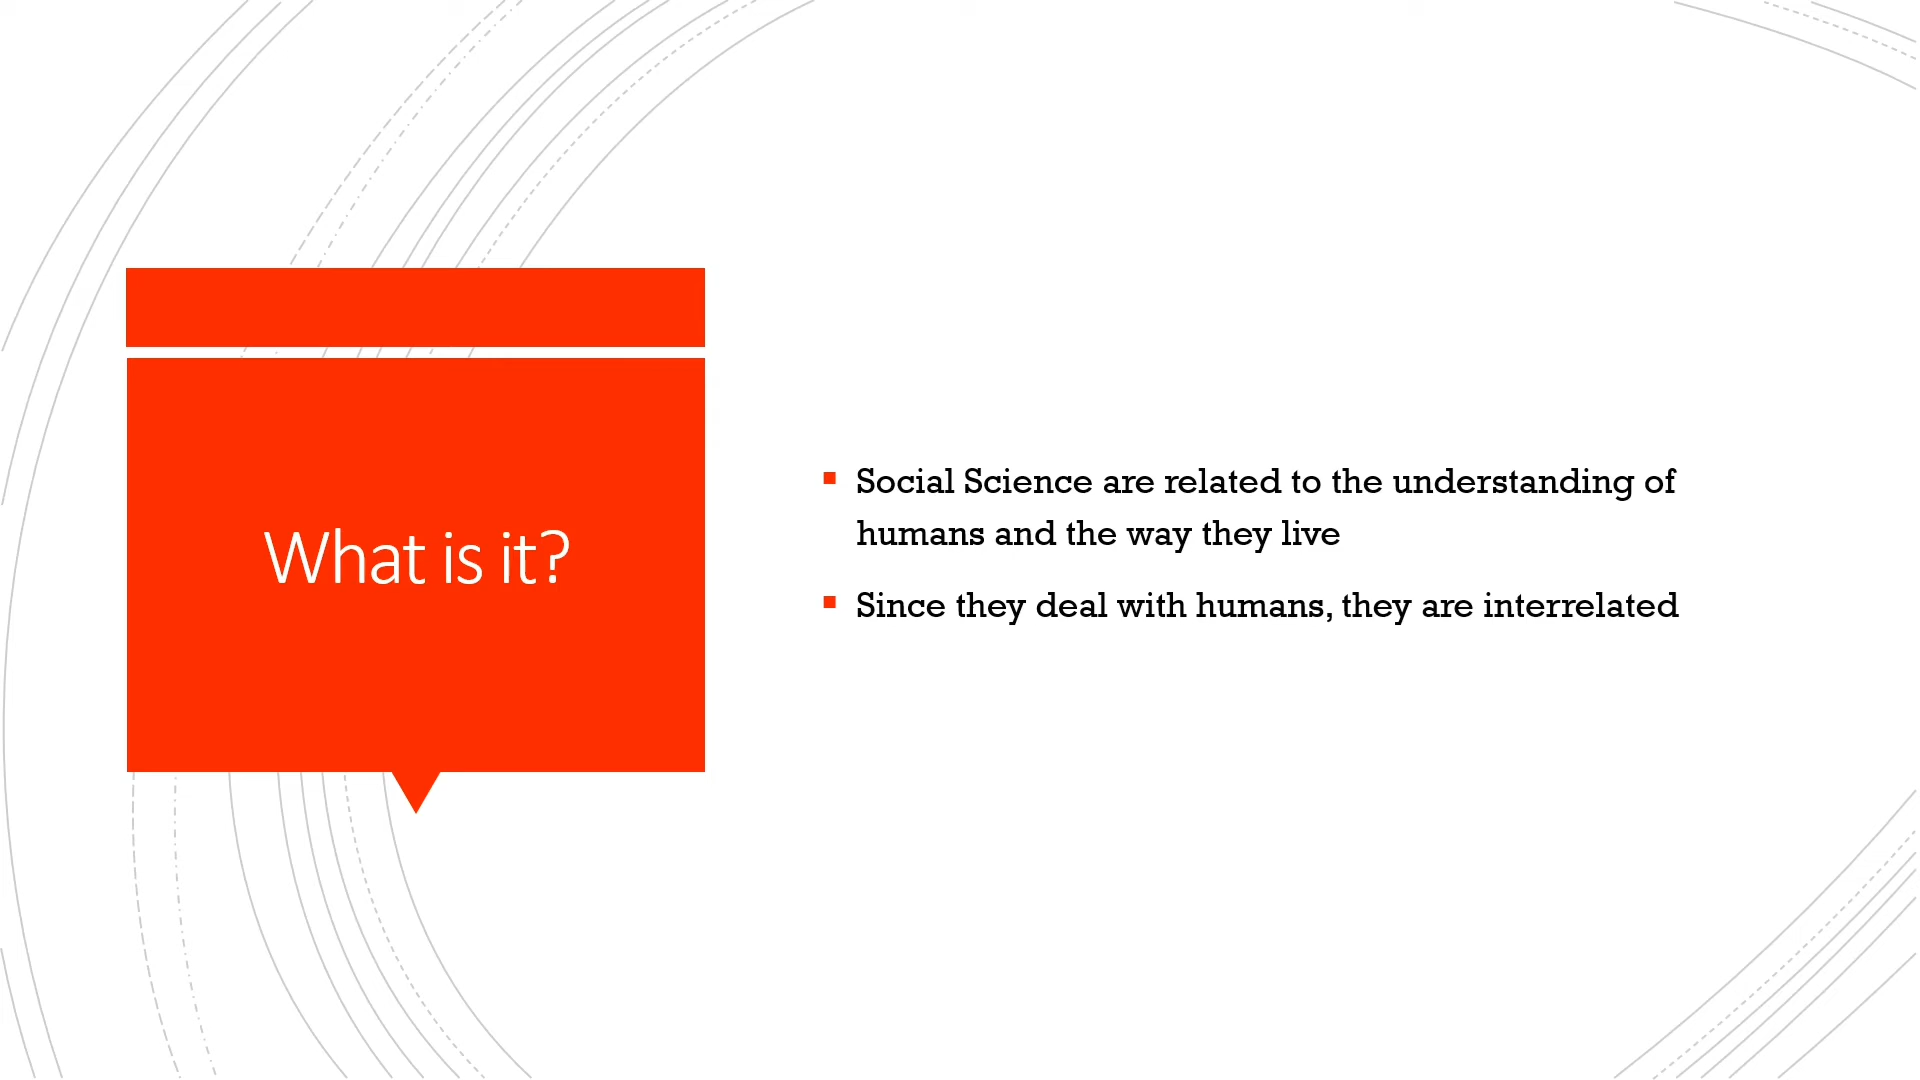 What is it?
Social Science are related to the understanding of
humans and the way they live
Since they deal with humans, they are interrelated